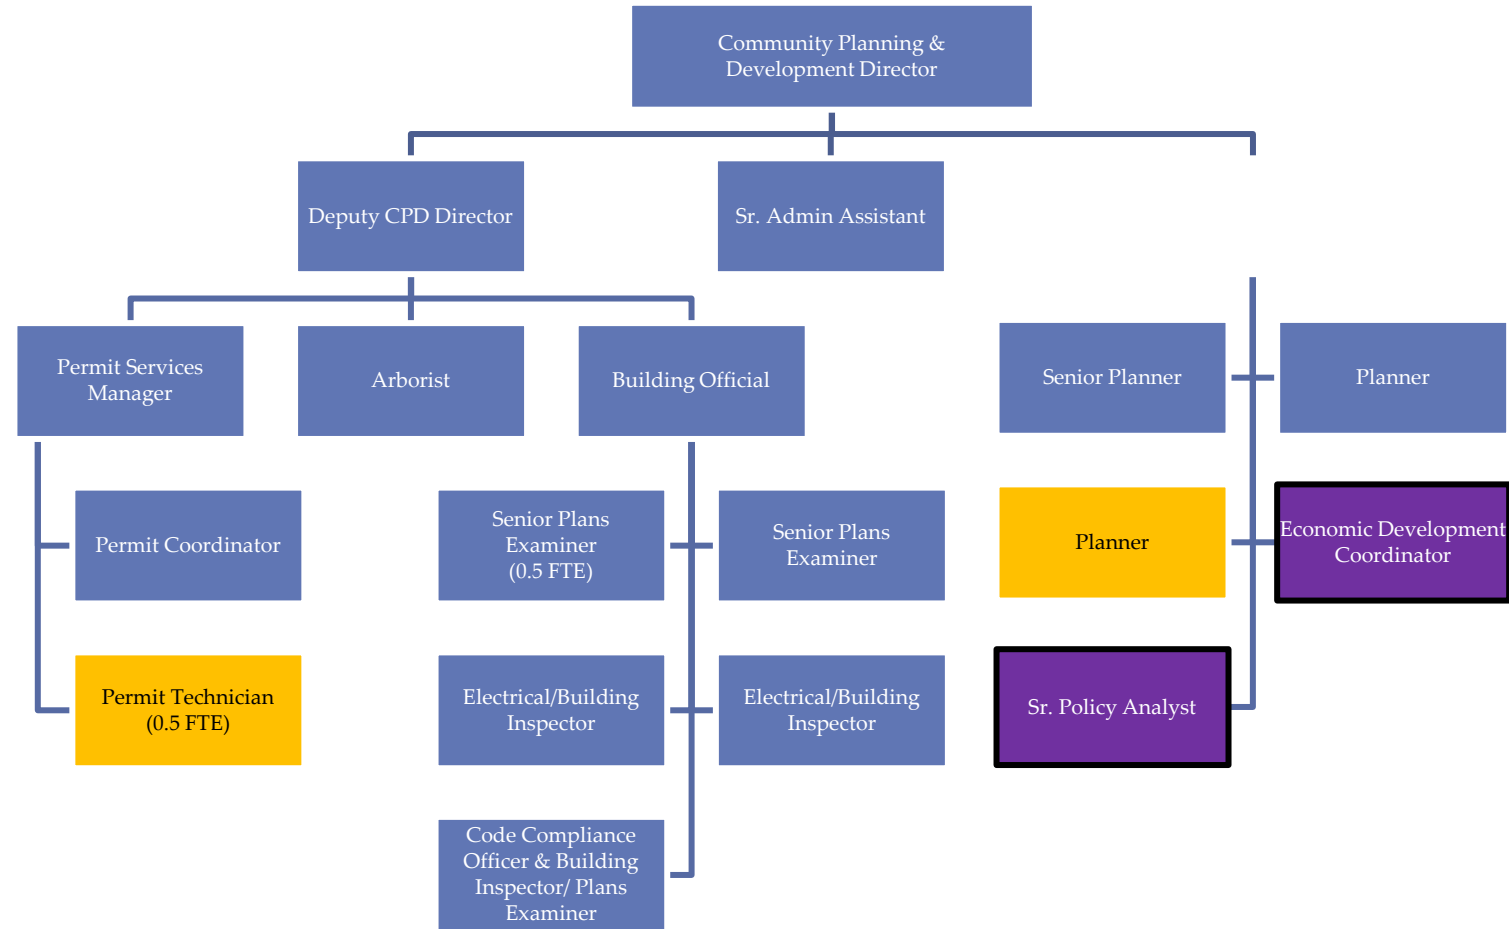 Community Planning &
Development Director
Deputy CPD Director
Sr. Admin Assistant
Permit Services
Manager
Arborist
Building Official
Senior Planner
Planner
Permit Coordinator
Senior Plans
Examiner
(0.5 FTE)
Senior Plans
Examiner
Planner
Economic Development
Coordinator
Permit Technician
(0.5 FTE)
Electrical/Building
Inspector
Electrical/Building
Inspector
Sr. Policy Analyst
Code Compliance
Officer & Building
Inspector/ Plans
Examiner